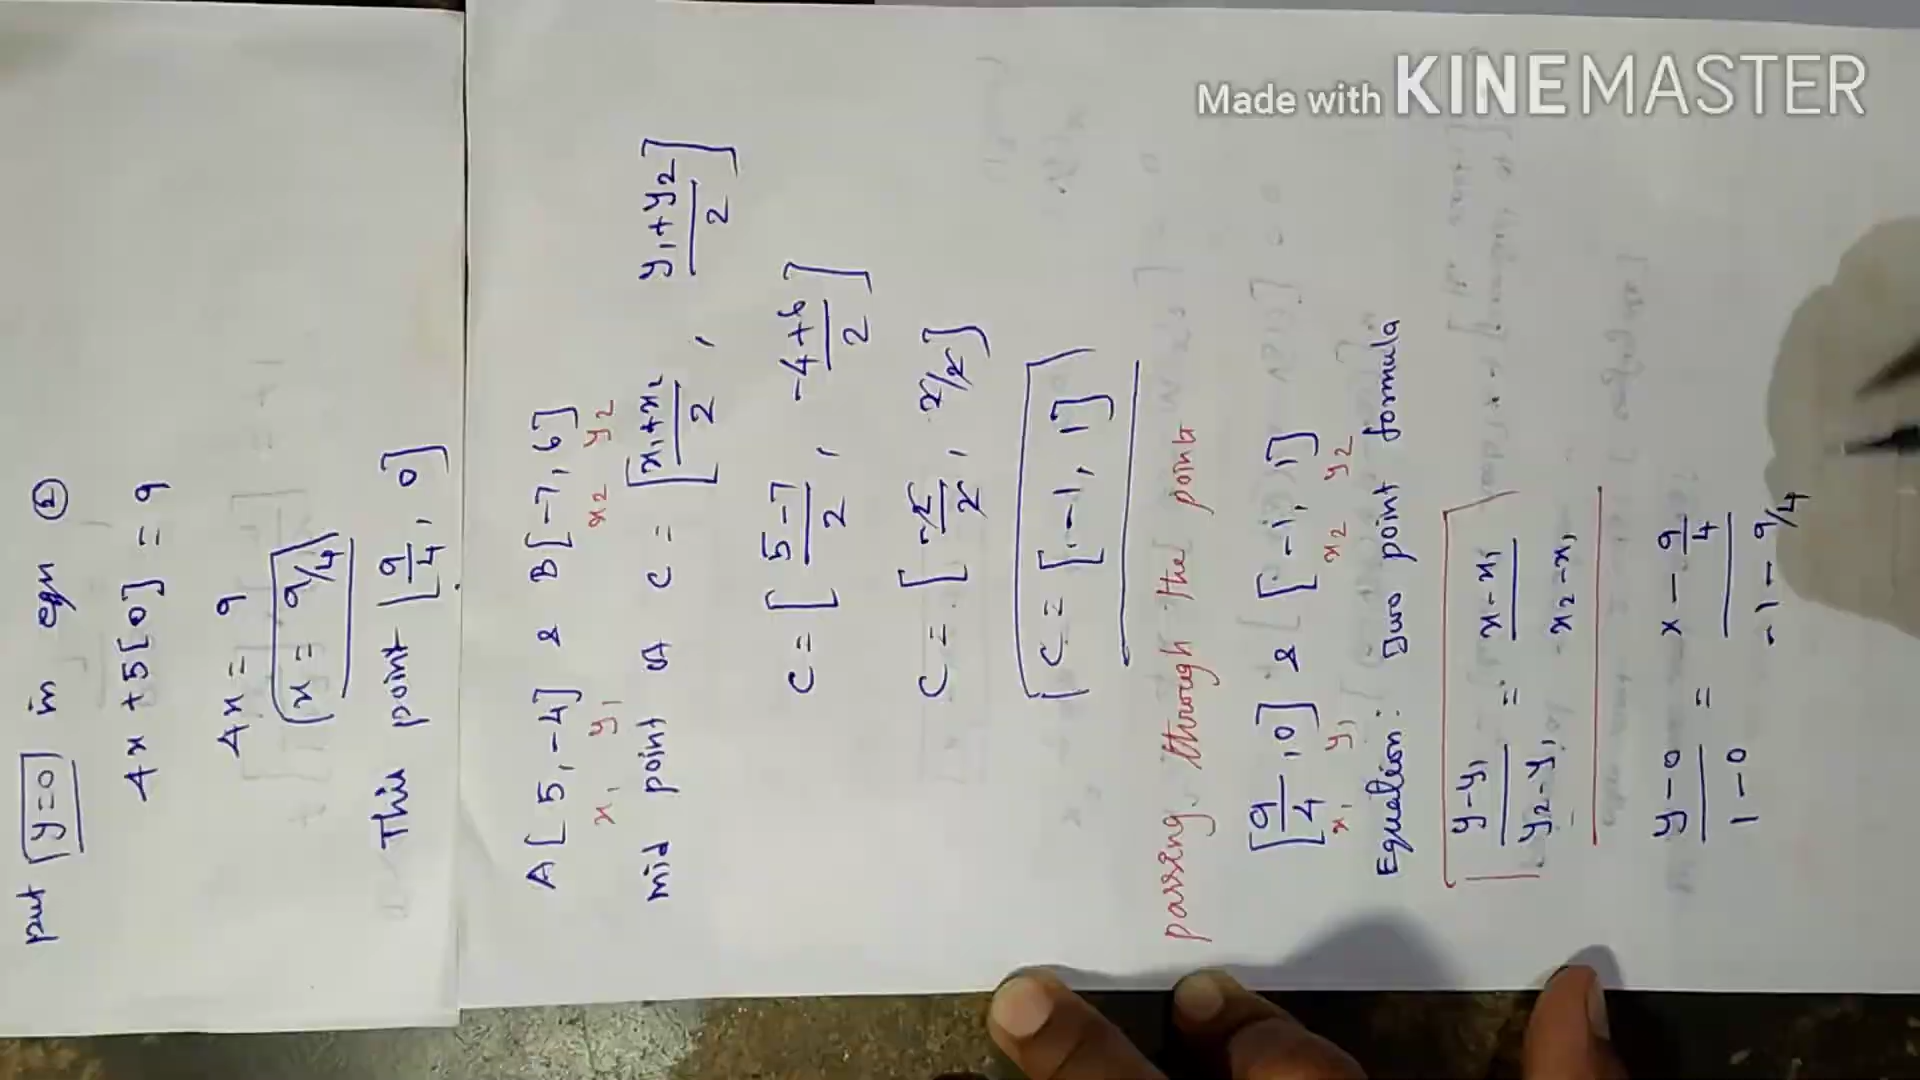 Made with KINEMASTER
put y=0 in eqn ②
4x + 5[0] = 9
4x = 9
x = 9/4
This point [9/4, 0]
A[5, -4] & B[-7, 6]
x₁ y₁ x₂ y₂
mid point of C = [x₁+x₂/2, y₁+y₂/2]
C = [5-7/2, -4+6/2]
C = [-2/2, 2/2]
C = [-1, 1]
passing through the point
[9/4, 0] & [-1, 1]
x₁ y₁ x₂ y₂
Equation: Two point formula
y-y₁/y₂-y₁ = x-x₁/x₂-x₁
y-0/1-0 = x-9/4/-1-9/4